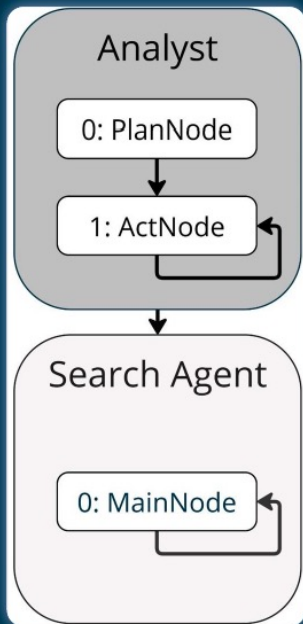 Analyst
0: PlanNode
1: ActNode
Search Agent
0: MainNode